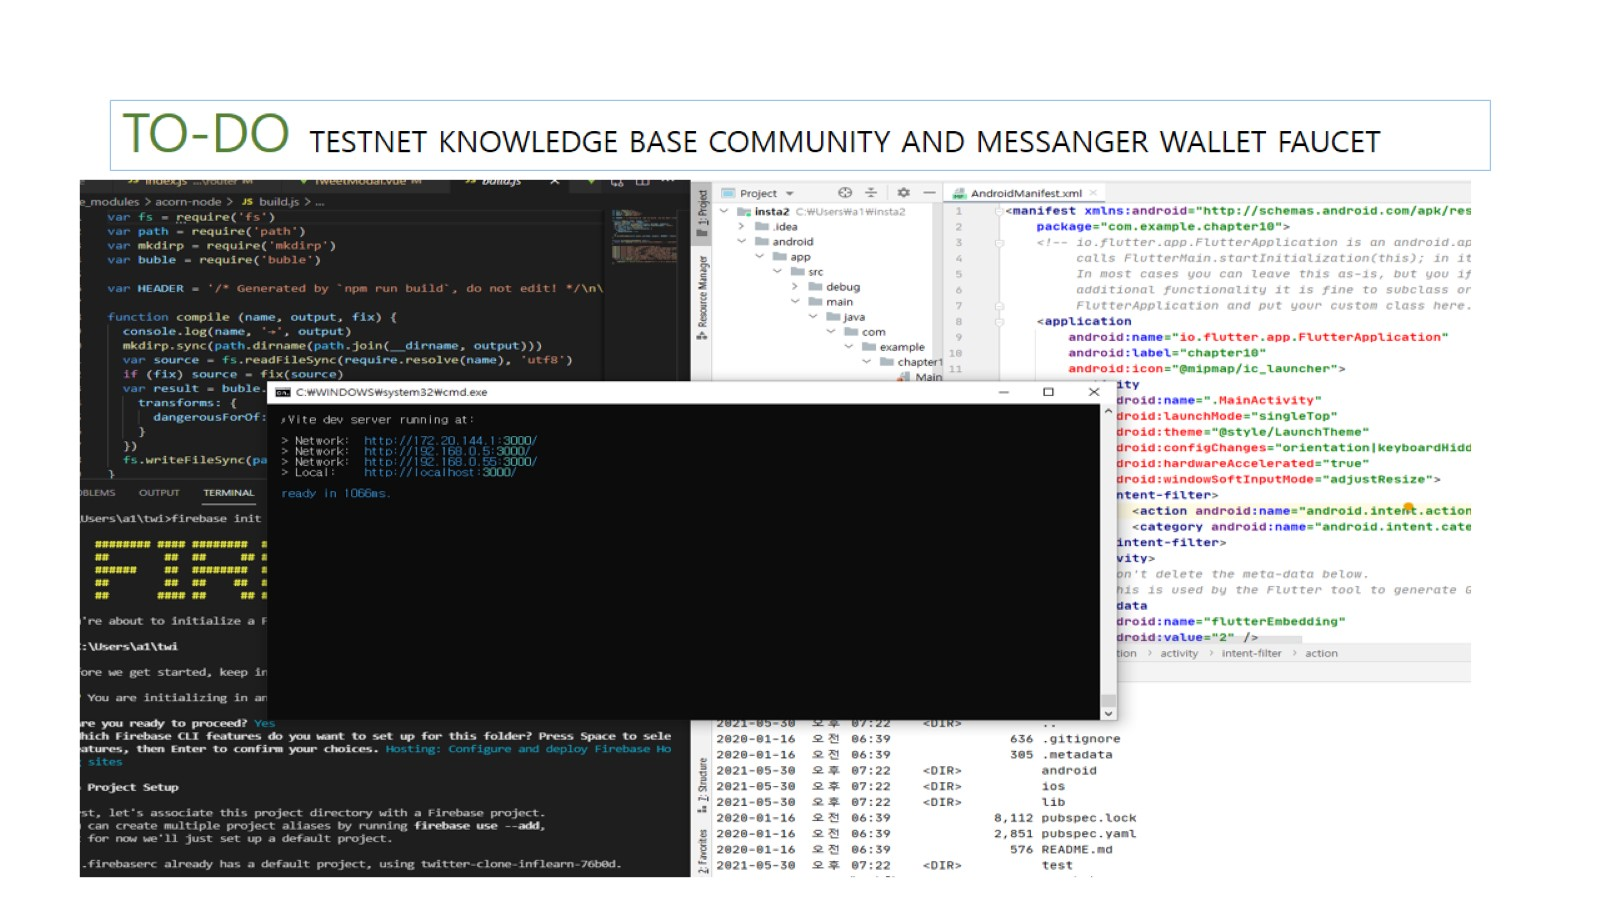 TO-DO TESTNET KNOWLEDGE BASE COMMUNITY AND MESSANGER WALLET FAUCET
TweetModal.vue M
build.js
e_modules > acorn-node > JS build.js > ...
var fs = require('fs')
var path = require('path')
var mkdirp = require('mkdirp')
var buble = require('buble')
var HEADER = '/* Generated by `npm run build`, do not edit! */\n\
function compile (name, output, fix) {
console.log(name, '→', output)
mkdirp.sync(path.dirname(path.join(__dirname, output)))
var source = fs.readFileSync(require.resolve(name), 'utf8')
if (fix) source = fix(source)
var result = buble.
transforms: {
dangerousForOf:
}
})
fs.writeFileSync(pa
}
OBLEMS OUTPUT TERMINAL
Users\a1\twi>firebase init
######## #### ########
## ## ## ##
###### ## ########
## ## ## ##
## #### ## ##
're about to initialize a F
C:\Users\a1\twi
ore we get started, keep in
You are initializing in an
re you ready to proceed? Yes
hich Firebase CLI features do you want to set up for this folder? Press Space to sele
atures, then Enter to confirm your choices. Hosting: Configure and deploy Firebase Ho
sites
Project Setup
st, let's associate this project directory with a Firebase project.
can create multiple project aliases by running firebase use --add,
for now we'll just set up a default project.
.firebaserc already has a default project, using twitter-clone-inflearn-76b0d.
C:₩WINDOWS₩system32₩cmd.exe
Vite dev server running at:
> Network: http://172.20.144.1:3000/
> Network: http://192.168.0.5:3000/
> Network: http://192.168.0.55:3000/
> Local: http://localhost:3000/
ready in 1066ms.
1: Project
Resource Manager
Z: Structure
2: Favorites
Project
insta2 C:₩Users₩a1₩insta2
.idea
android
app
src
debug
main
java
com
example
chapter1
Main
AndroidManifest.xml
1 <manifest xmlns:android="http://schemas.android.com/apk/res
2 package="com.example.chapter10">
3 <!-- io.flutter.app.FlutterApplication is an android.ap
4 calls FlutterMain.startInitialization(this); in it
5 In most cases you can leave this as-is, but you if
6 additional functionality it is fine to subclass or
7 FlutterApplication and put your custom class here.
8 <application
9 android:name="io.flutter.app.FlutterApplication"
10 android:label="chapter10"
11 android:icon="@mipmap/ic_launcher">
ity
droid:name=".MainActivity"
droid:launchMode="singleTop"
droid:theme="@style/LaunchTheme"
droid:configChanges="orientation|keyboardHidd
droid:hardwareAccelerated="true"
droid:windowSoftInputMode="adjustResize">
ntent-filter>
<action android:name="android.intent.action
<category android:name="android.intent.cate
intent-filter>
vity>
on't delete the meta-data below.
his is used by the Flutter tool to generate G
data
droid:name="flutterEmbedding"
droid:value="2" />
tion > activity > intent-filter > action
2021-05-30 오후 07:22 <DIR> ..
2020-01-16 오전 06:39 636 .gitignore
2020-01-16 오전 06:39 305 .metadata
2021-05-30 오후 07:22 <DIR> android
2021-05-30 오후 07:22 <DIR> ios
2021-05-30 오후 07:22 <DIR> lib
2020-01-16 오전 06:39 8,112 pubspec.lock
2020-01-16 오전 06:39 2,851 pubspec.yaml
2020-01-16 오전 06:39 576 README.md
2021-05-30 오후 07:22 <DIR> test